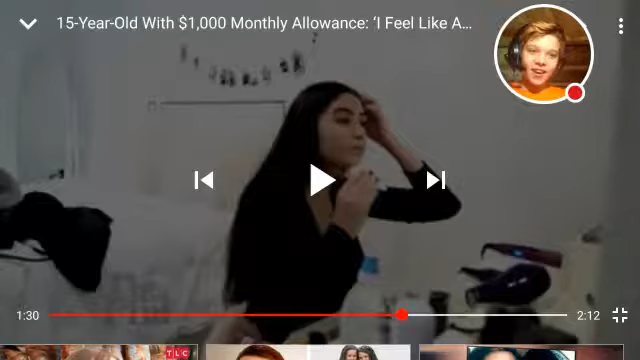 15-Year-Old With $1,000 Monthly Allowance: ‘I Feel Like A...
1:30
2:12
TLC